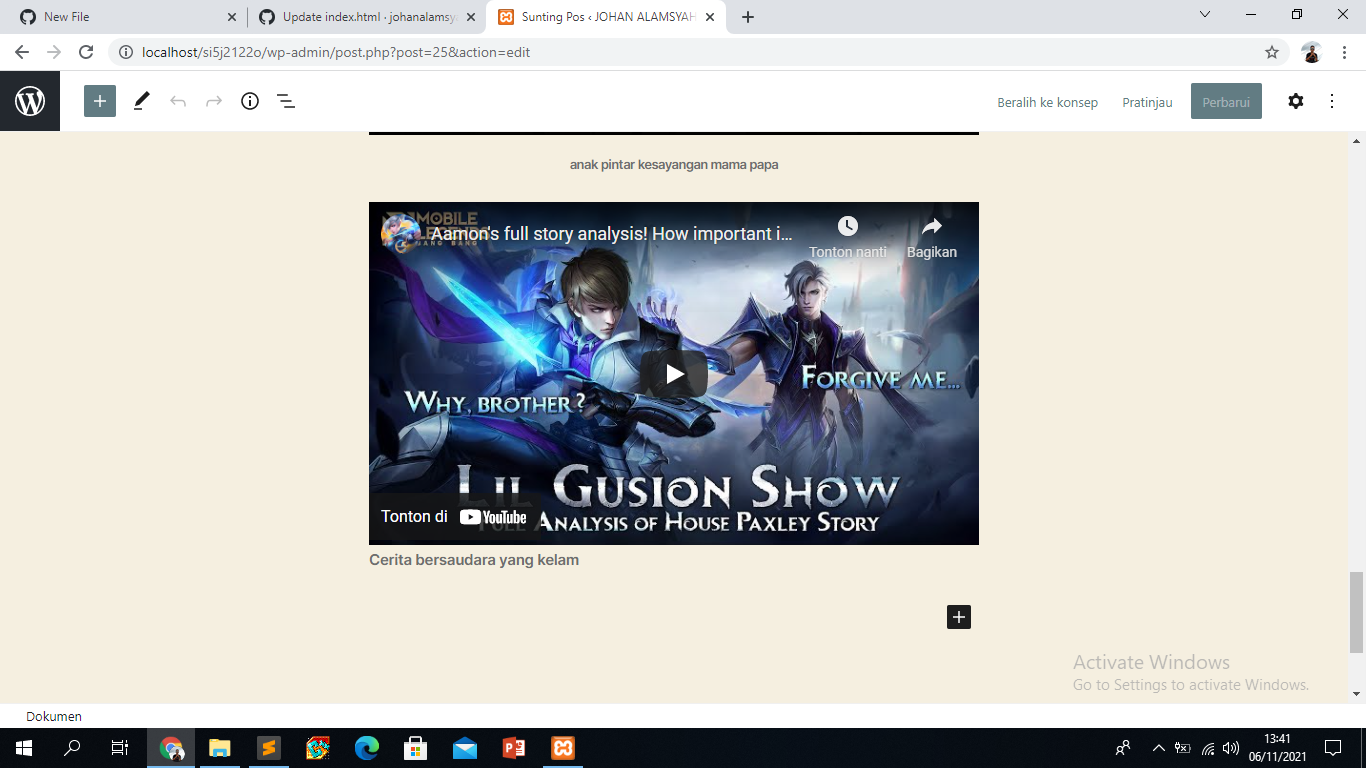 New File
Update index.html · johanalamsya
Sunting Pos ‹ JOHAN ALAMSYAH
localhost/si5j2122o/wp-admin/post.php?post=25&action=edit
Beralih ke konsep
Pratinjau
Perbarui
anak pintar kesayangan mama papa
MOBILE
LEGENDS
BANG BANG
Aamon's full story analysis! How important i...
Tonton nanti
Bagikan
FORGIVE ME...
WHY, BROTHER?
LIL GUSION SHOW
Tonton di YouTube
FULL ANALYSIS OF HOUSE PAXLEY STORY
Cerita bersaudara yang kelam
Activate Windows
Go to Settings to activate Windows.
Dokumen
13:41
06/11/2021